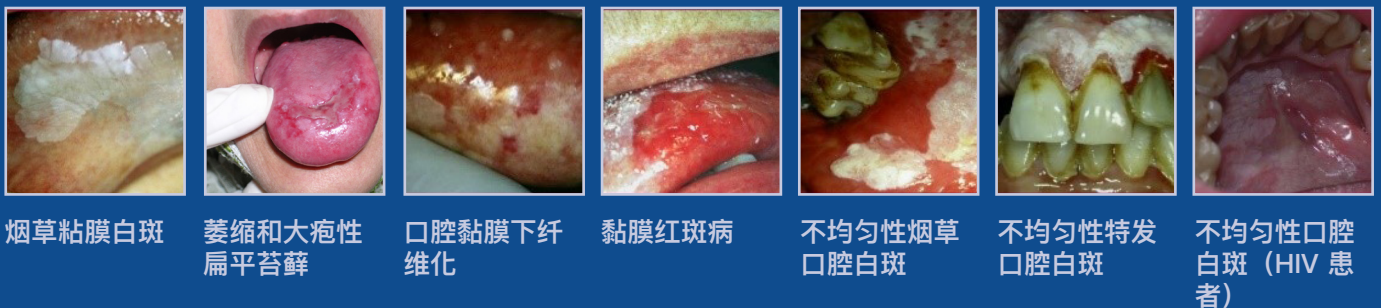 烟草粘膜白斑
萎缩和大疱性
扁平苔藓
口腔黏膜下纤
维化
黏膜红斑病
不均匀性烟草
口腔白斑
不均匀性特发
口腔白斑
不均匀性口腔
白斑（HIV 患
者）